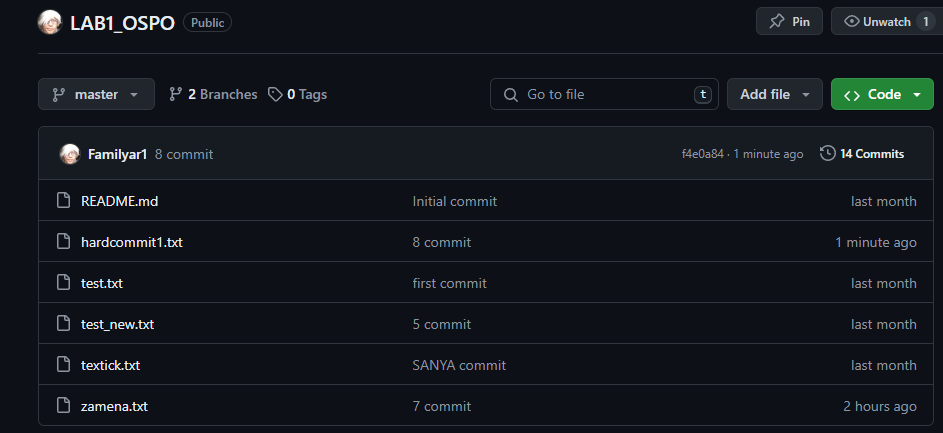 LAB1_OSPO Public Pin Unwatch 1
master 2 Branches 0 Tags Go to file t Add file Code
Familyar1 8 commit f4e0a84 · 1 minute ago 14 Commits
README.md Initial commit last month
hardcommit1.txt 8 commit 1 minute ago
test.txt first commit last month
test_new.txt 5 commit last month
textick.txt SANYA commit last month
zamena.txt 7 commit 2 hours ago